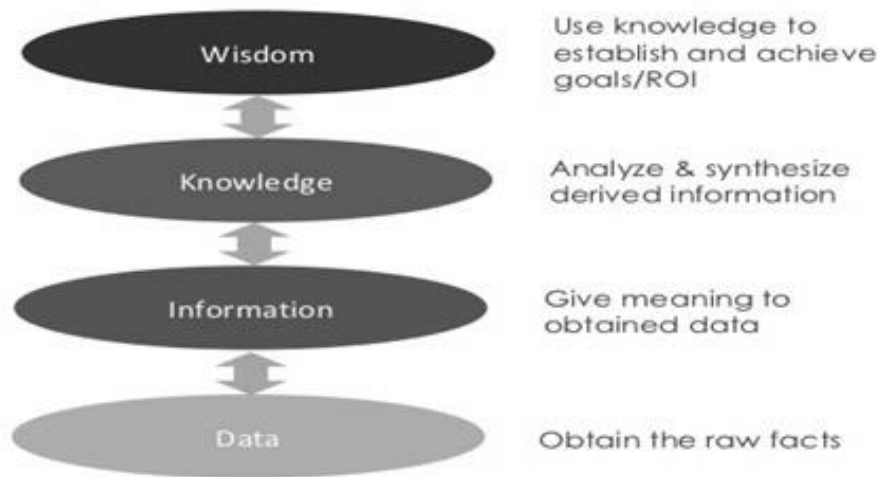 Wisdom
Use knowledge to
establish and achieve
goals/ROI
Knowledge
Analyze & synthesize
derived information
Information
Give meaning to
obtained data
Data
Obtain the raw facts